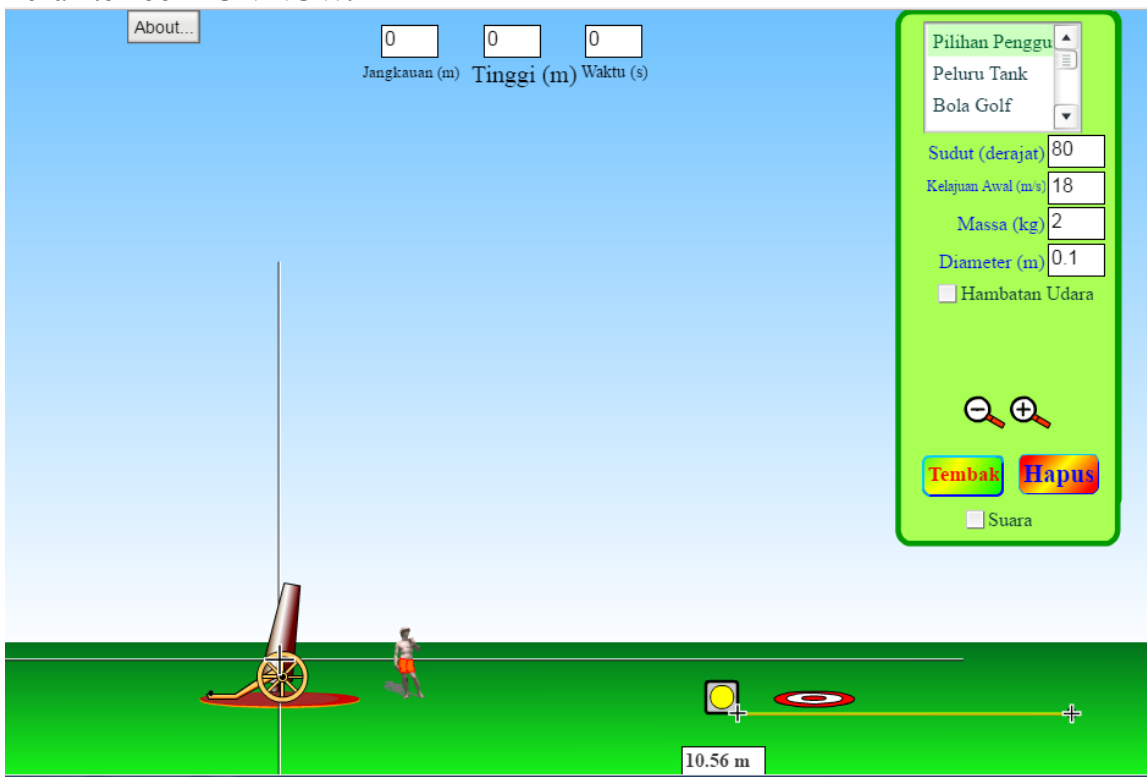 About...
0
0
0
Jangkauan (m)
Tinggi (m)
Waktu (s)
Pilihan Penggu
Peluru Tank
Bola Golf
Sudut (derajat) 80
Kelajuan Awal (m/s) 18
Massa (kg) 2
Diameter (m) 0.1
Hambatan Udara
Tembak
Hapus
Suara
10.56 m